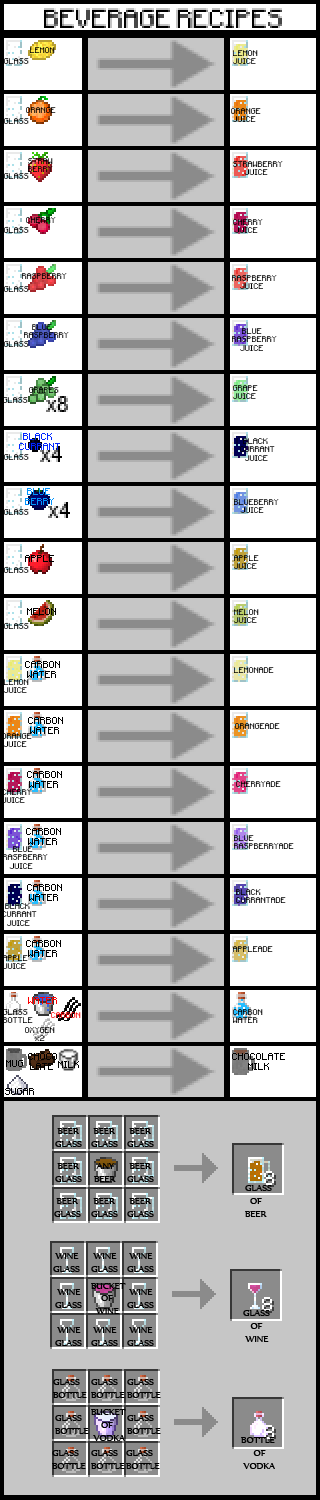 BEVERAGE RECIPES
GLASS LEMON LEMON JUICE
GLASS ORANGE ORANGE JUICE
GLASS STRAW BERRY STRAWBERRY JUICE
GLASS CHERRY CHERRY JUICE
GLASS RASPBERRY RASPBERRY JUICE
GLASS BLUE RASPBERRY BLUE RASPBERRY JUICE
GLASS GRAPES x8 GRAPE JUICE
GLASS BLACK CURRANT x4 BLACK CURRANT JUICE
GLASS BLUE BERRY x4 BLUEBERRY JUICE
GLASS APPLE APPLE JUICE
GLASS MELON MELON JUICE
LEMON JUICE CARBON WATER LEMONADE
ORANGE JUICE CARBON WATER ORANGEADE
CHERRY JUICE CARBON WATER CHERRYADE
BLUE RASPBERRY JUICE CARBON WATER BLUE RASPBERRYADE
BLACK CURRANT JUICE CARBON WATER BLACK CURRANTADE
APPLE JUICE CARBON WATER APPLEADE
GLASS BOTTLE WATER CARBON OXYGEN x2 CARBON WATER
MUG CHOCO LATE MILK SUGAR CHOCOLATE MILK
BEER GLASS BEER GLASS BEER GLASS
BEER GLASS ANY BEER BEER GLASS
BEER GLASS BEER GLASS BEER GLASS
8 GLASS OF BEER
WINE GLASS WINE GLASS WINE GLASS
WINE GLASS BUCKET OF WINE WINE GLASS
WINE GLASS WINE GLASS WINE GLASS
8 GLASS OF WINE
GLASS BOTTLE GLASS BOTTLE GLASS BOTTLE
GLASS BOTTLE BUCKET OF VODKA GLASS BOTTLE
GLASS BOTTLE GLASS BOTTLE GLASS BOTTLE
8 BOTTLE OF VODKA